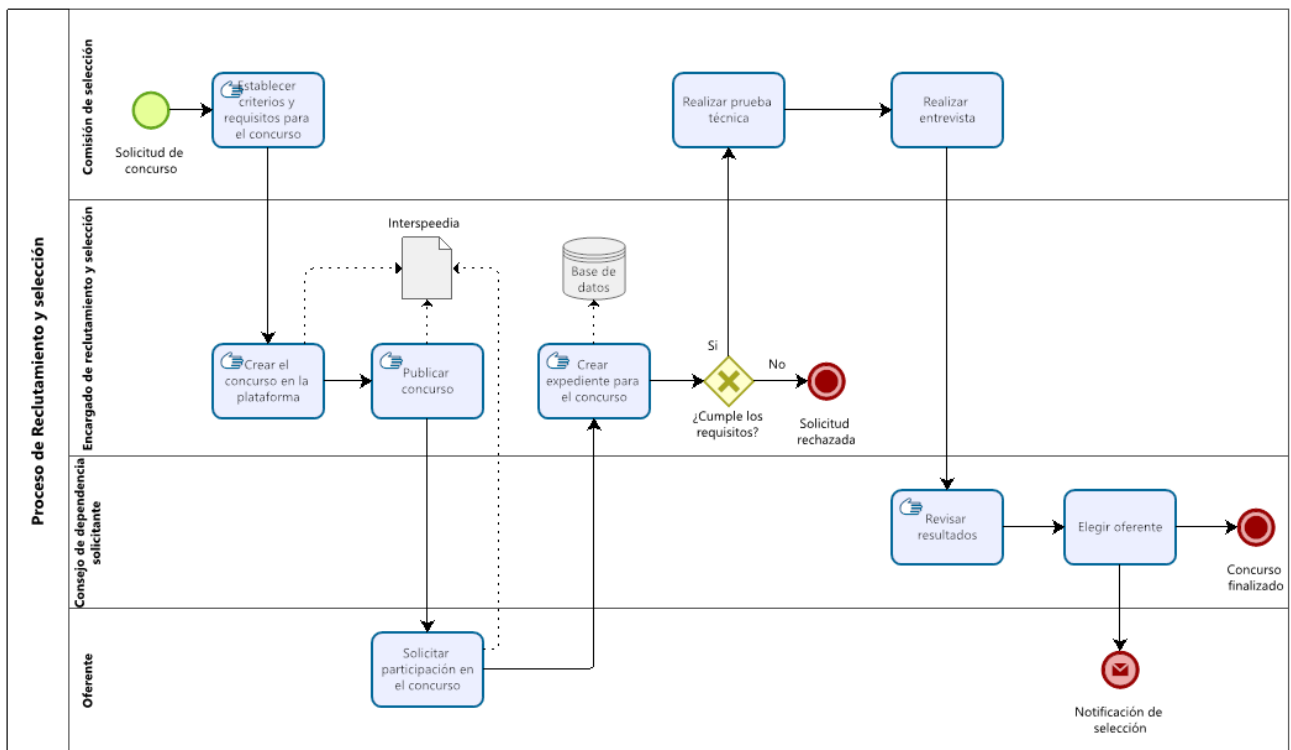 Proceso de Reclutamiento y selección
Comisión de selección
Solicitud de
concurso
Establecer
criterios y
requisitos para
el concurso
Realizar prueba
técnica
Realizar
entrevista
Encargado de reclutamiento y selección
Interspeedia
Base de
datos
Crear el
concurso en la
plataforma
Publicar
concurso
Crear
expediente para
el concurso
Si
No
¿Cumple los
requisitos?
Solicitud
rechazada
Consejo de dependencia
solicitante
Revisar
resultados
Elegir oferente
Concurso
finalizado
Oferente
Solicitar
participación en
el concurso
Notificación de
selección